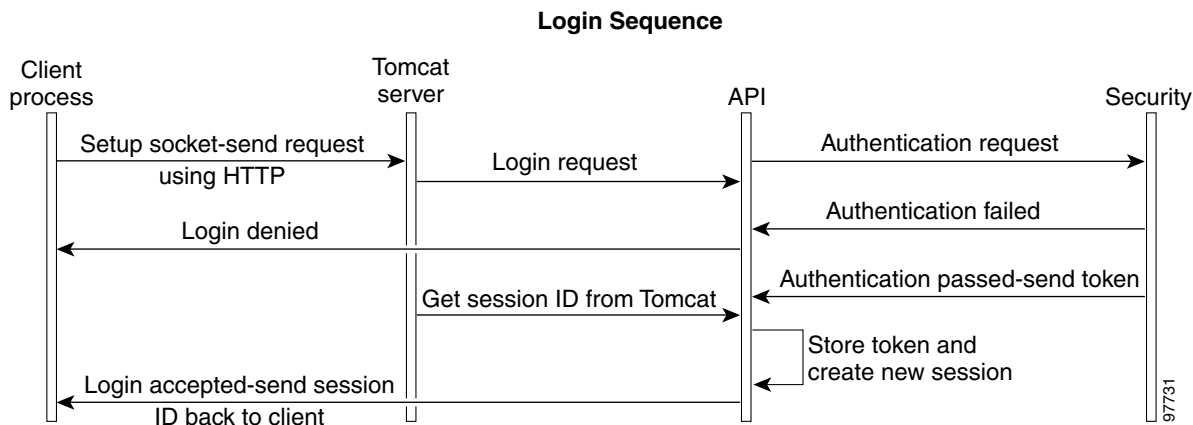 Login Sequence
Client
process
Tomcat
server
API
Security
Setup socket-send request
using HTTP
Login request
Authentication request
Authentication failed
Login denied
Authentication passed-send token
Get session ID from Tomcat
Store token and
create new session
Login accepted-send session
ID back to client
97731